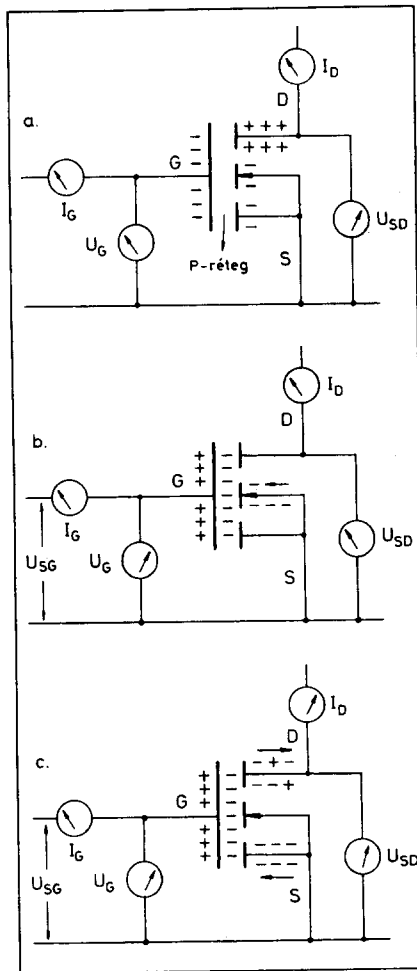 I_D
D
a.
+ + +
+ + +
G
I_G
U_G
U_SD
P-réteg
S
I_D
D
b.
G
I_G
U_SG
U_G
U_SD
S
I_D
c.
D
- + -
- - +
G
I_G
U_SG
U_G
U_SD
S